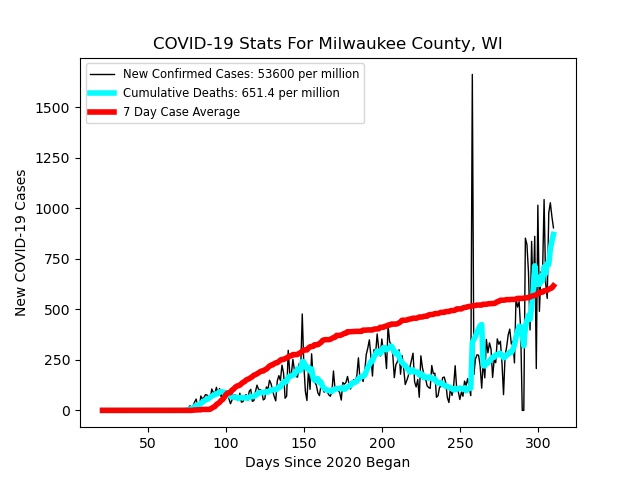 COVID-19 Stats For Milwaukee County, WI
New Confirmed Cases: 53600 per million
Cumulative Deaths: 651.4 per million
7 Day Case Average
New COVID-19 Cases
1500
1250
1000
750
500
250
0
50 100 150 200 250 300
Days Since 2020 Began